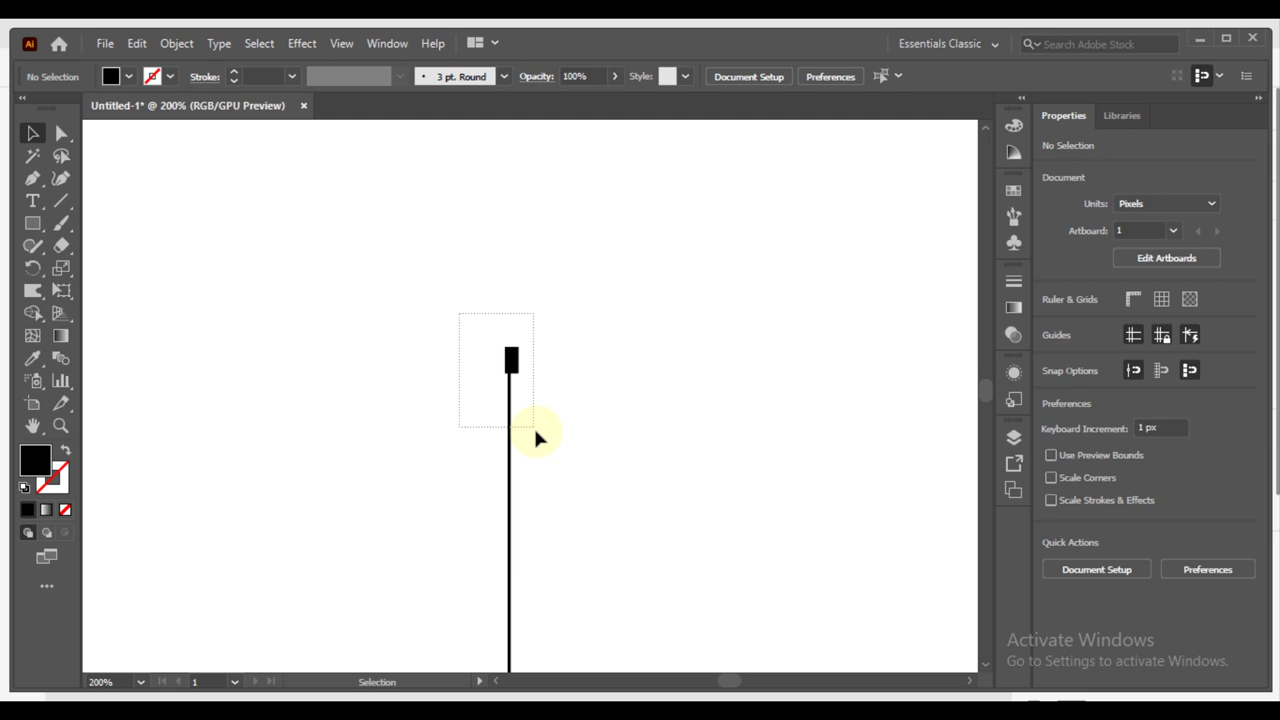 Ai File Edit Object Type Select Effect View Window Help Essentials Classic Search Adobe Stock
No Selection Stroke: 3 pt. Round Opacity: 100% Style: Document Setup Preferences
Untitled-1* @ 200% (RGB/GPU Preview)
Properties Libraries
No Selection
Document
Units: Pixels
Artboard: 1
Edit Artboards
Ruler & Grids
Guides
Snap Options
Preferences
Keyboard Increment: 1 px
Use Preview Bounds
Scale Corners
Scale Strokes & Effects
Quick Actions
Document Setup Preferences
Activate Windows
Go to Settings to activate Windows.
200% 1 Selection